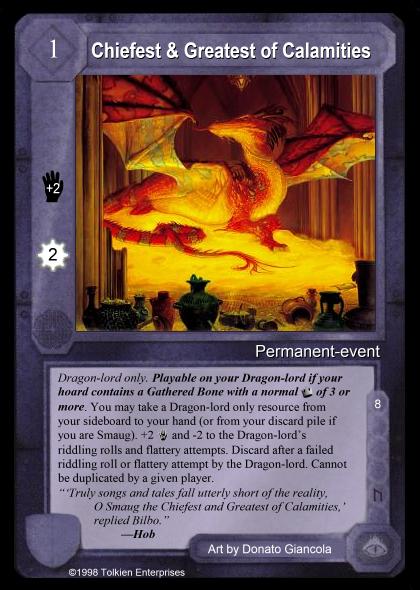 1
Chiefest & Greatest of Calamities
+2
2
Permanent-event
Dragon-lord only. Playable on your Dragon-lord if your
hoard contains a Gathered Bone with a normal of 3 or
more. You may take a Dragon-lord only resource from
your sideboard to your hand (or from your discard pile if
you are Smaug). +2 and -2 to the Dragon-lord's
riddling rolls and flattery attempts. Discard after a failed
riddling roll or flattery attempt by the Dragon-lord. Cannot
be duplicated by a given player.
“‘Truly songs and tales fall utterly short of the reality,
O Smaug the Chiefest and Greatest of Calamities,’
replied Bilbo.”
—Hob
8
Art by Donato Giancola
©1998 Tolkien Enterprises